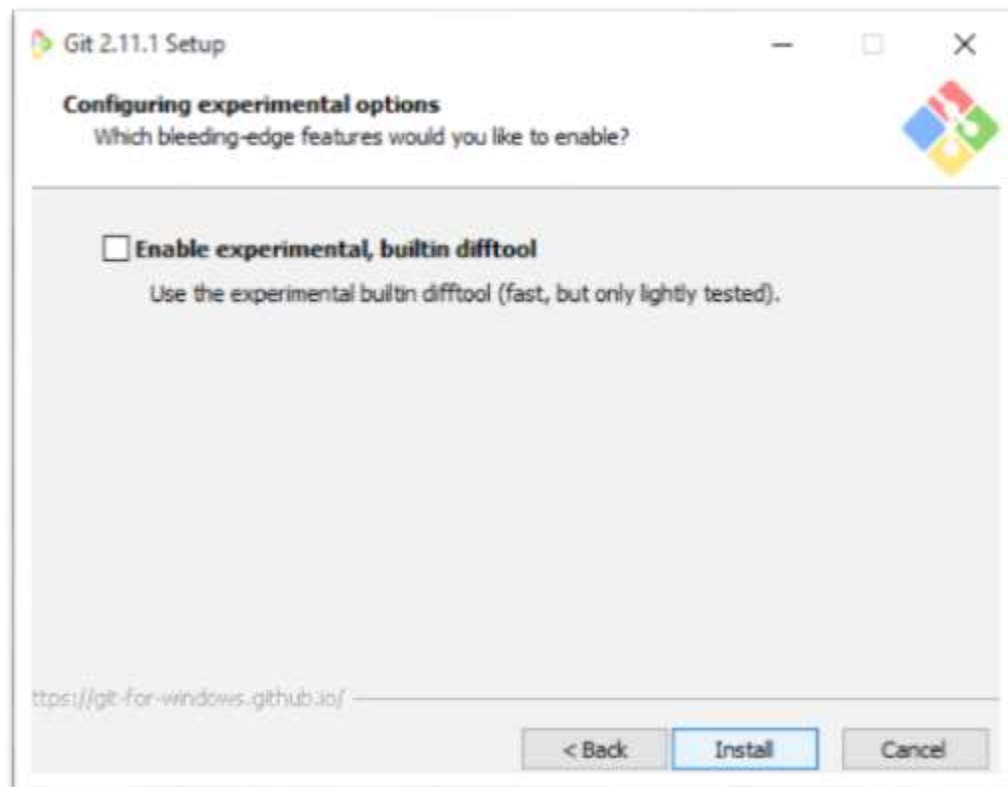 Git 2.11.1 Setup
Configuring experimental options
Which bleeding-edge features would you like to enable?
Enable experimental, builtin difftool
Use the experimental builtin difftool (fast, but only lightly tested).
ttps://git-for-windows.github.io/
< Back
Install
Cancel